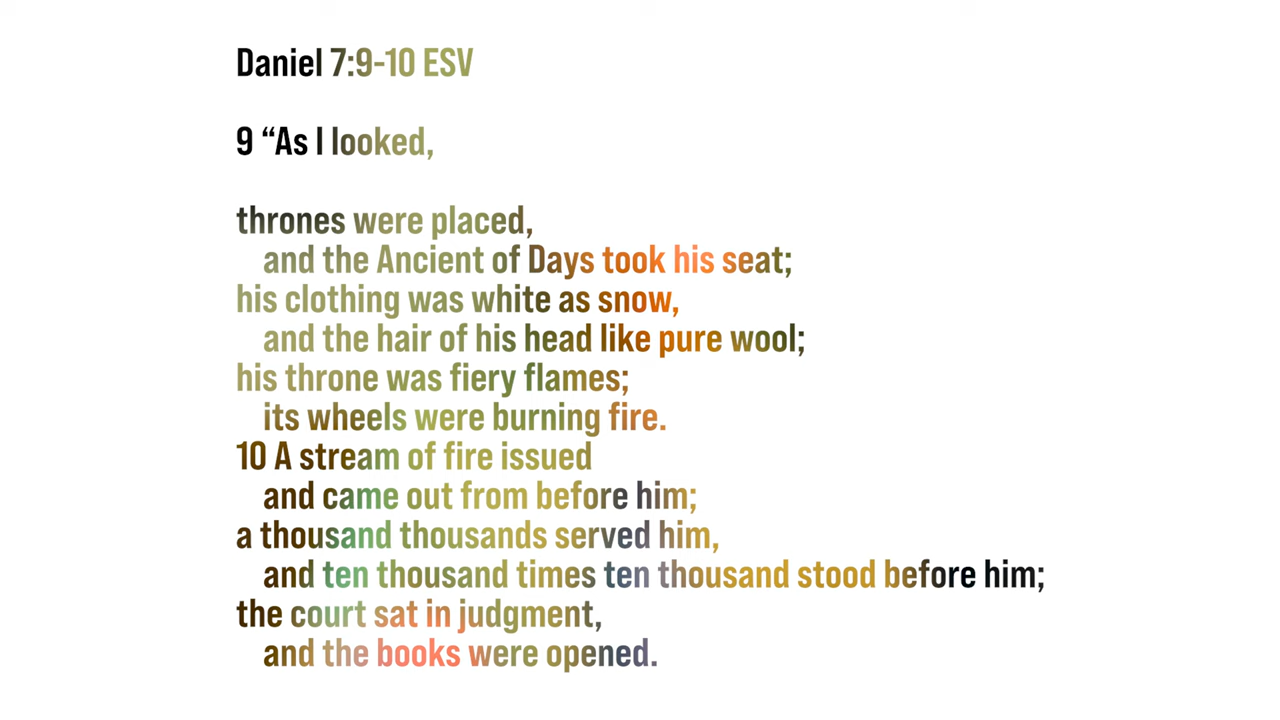 Daniel 7:9-10 ESV
9 “As I looked,
thrones were placed,
and the Ancient of Days took his seat;
his clothing was white as snow,
and the hair of his head like pure wool;
his throne was fiery flames;
its wheels were burning fire.
10 A stream of fire issued
and came out from before him;
a thousand thousands served him,
and ten thousand times ten thousand stood before him;
the court sat in judgment,
and the books were opened.